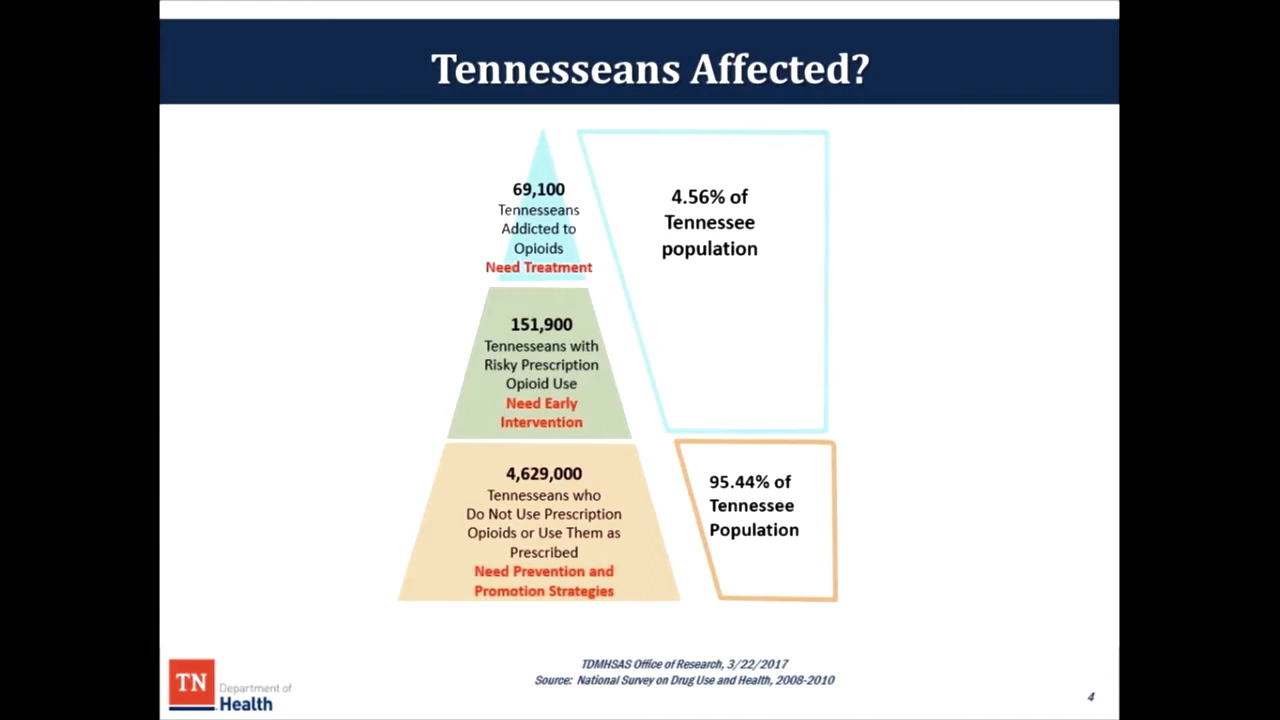 Tennesseans Affected?
69,100
Tennesseans
Addicted to
Opioids
Need Treatment
4.56% of
Tennessee
population
151,900
Tennesseans with
Risky Prescription
Opioid Use
Need Early
Intervention
4,629,000
Tennesseans who
Do Not Use Prescription
Opioids or Use Them as
Prescribed
Need Prevention and
Promotion Strategies
95.44% of
Tennessee
Population
TDMHSAS Office of Research, 3/22/2017
Source: National Survey on Drug Use and Health, 2008-2010
TN
Department of
Health
4